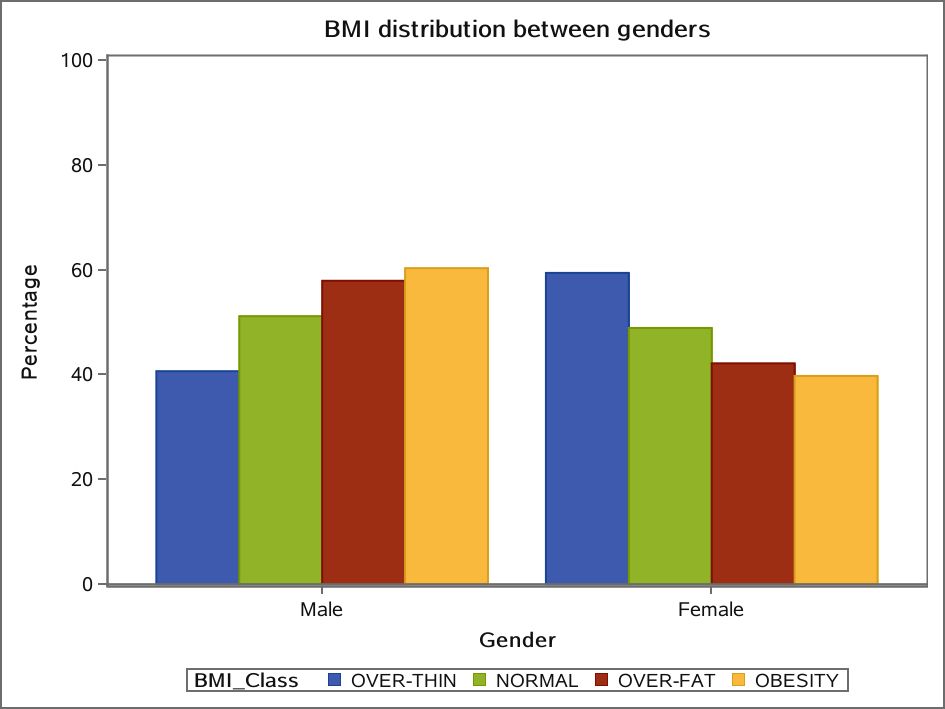 BMI distribution between genders
100
80
60
40
20
0
Percentage
Male Female
Gender
BMI_Class OVER-THIN NORMAL OVER-FAT OBESITY